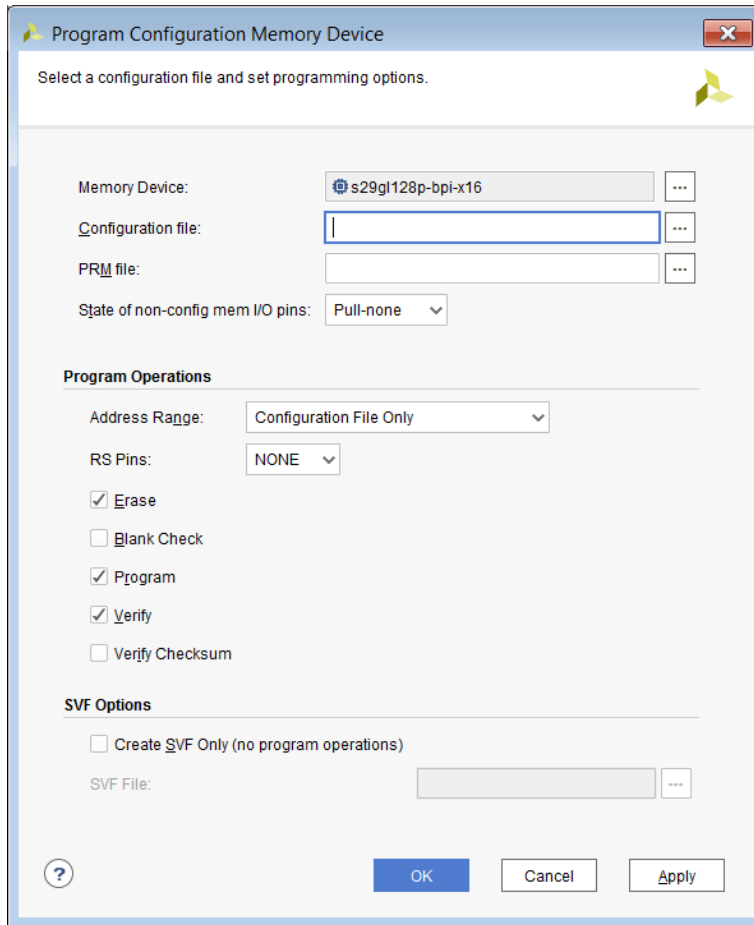 Program Configuration Memory Device
Select a configuration file and set programming options.
Memory Device: s29gl128p-bpi-x16 ...
Configuration file: ...
PRM file: ...
State of non-config mem I/O pins: Pull-none
Program Operations
Address Range: Configuration File Only
RS Pins: NONE
Erase
Blank Check
Program
Verify
Verify Checksum
SVF Options
Create SVF Only (no program operations)
SVF File: ...
? OK Cancel Apply